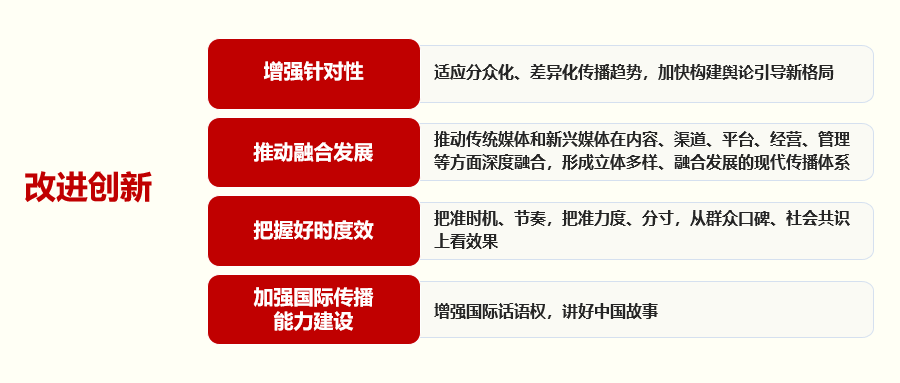 改进创新
增强针对性
适应分众化、差异化传播趋势，加快构建舆论引导新格局
推动融合发展
推动传统媒体和新兴媒体在内容、渠道、平台、经营、管理
等方面深度融合，形成立体多样、融合发展的现代传播体系
把握好时度效
把准时机、节奏，把准力度、分寸，从群众口碑、社会共识
上看效果
加强国际传播
能力建设
增强国际话语权，讲好中国故事